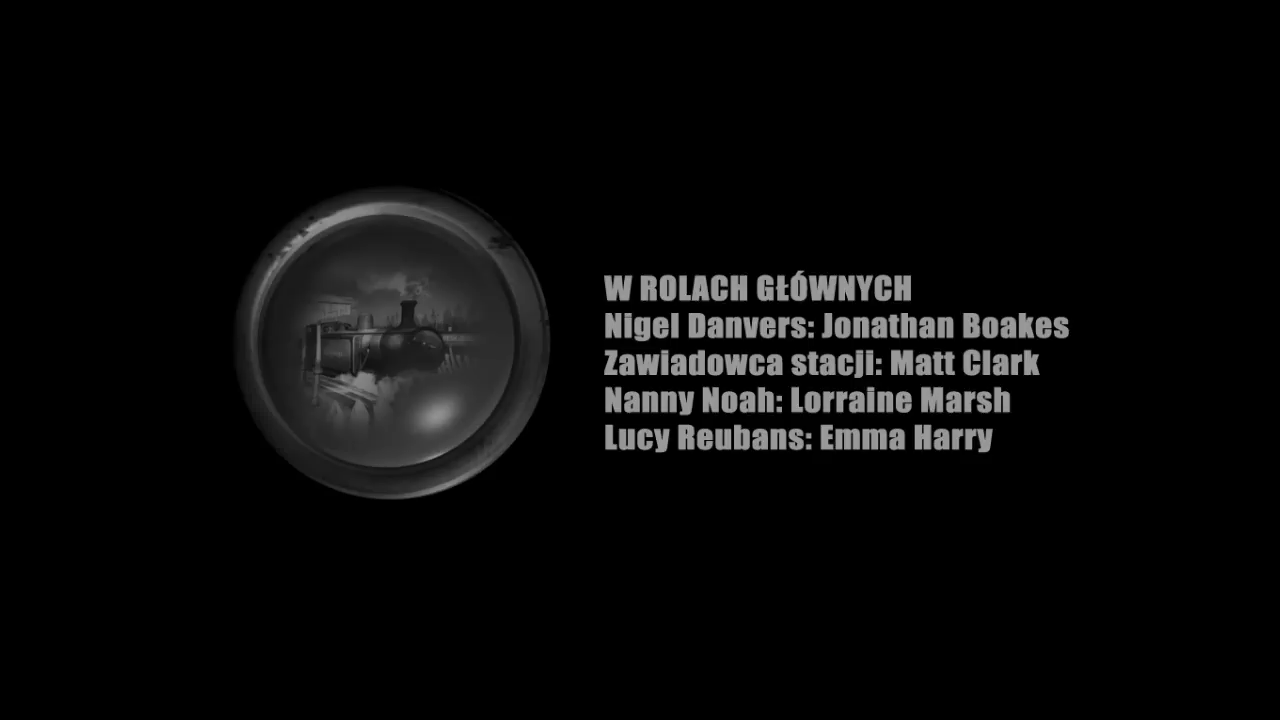 W ROLACH GŁÓWNYCH
Nigel Danvers: Jonathan Boakes
Zawiadowca stacji: Matt Clark
Nanny Noah: Lorraine Marsh
Lucy Reubans: Emma Harry